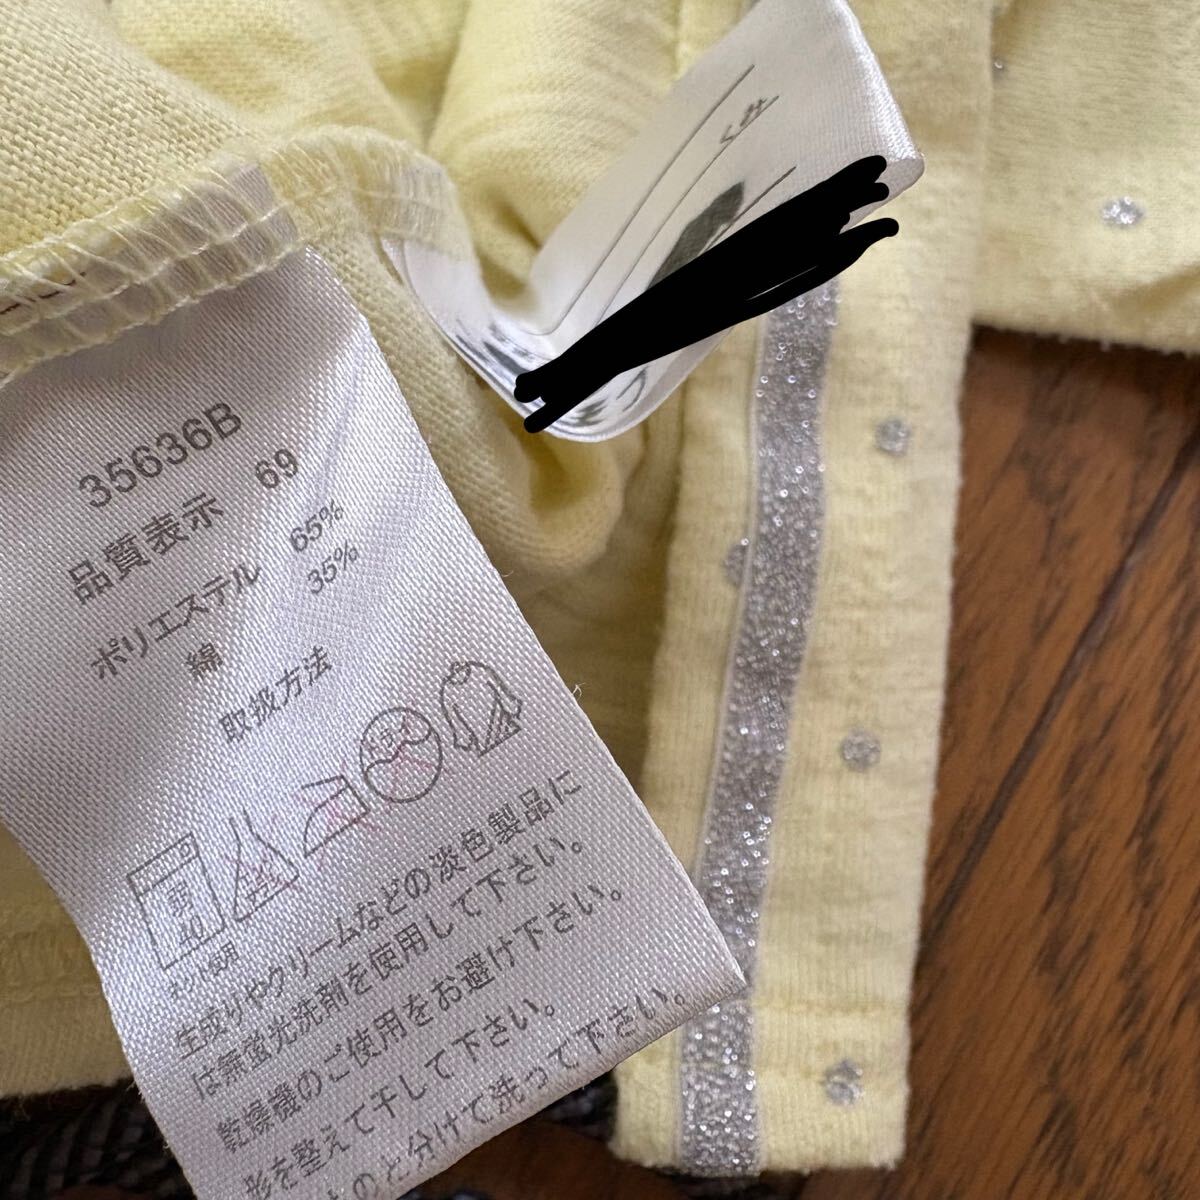 35636B
品質表示 69
ポリエステル 65%
綿 35%
取扱方法
弱
40
ネット使用
生成りやクリームなどの淡色製品に
は無蛍光洗剤を使用して下さい。
乾燥機のご使用をお避け下さい。
形を整えて干して下さい。
ものと分けて洗って下さい。